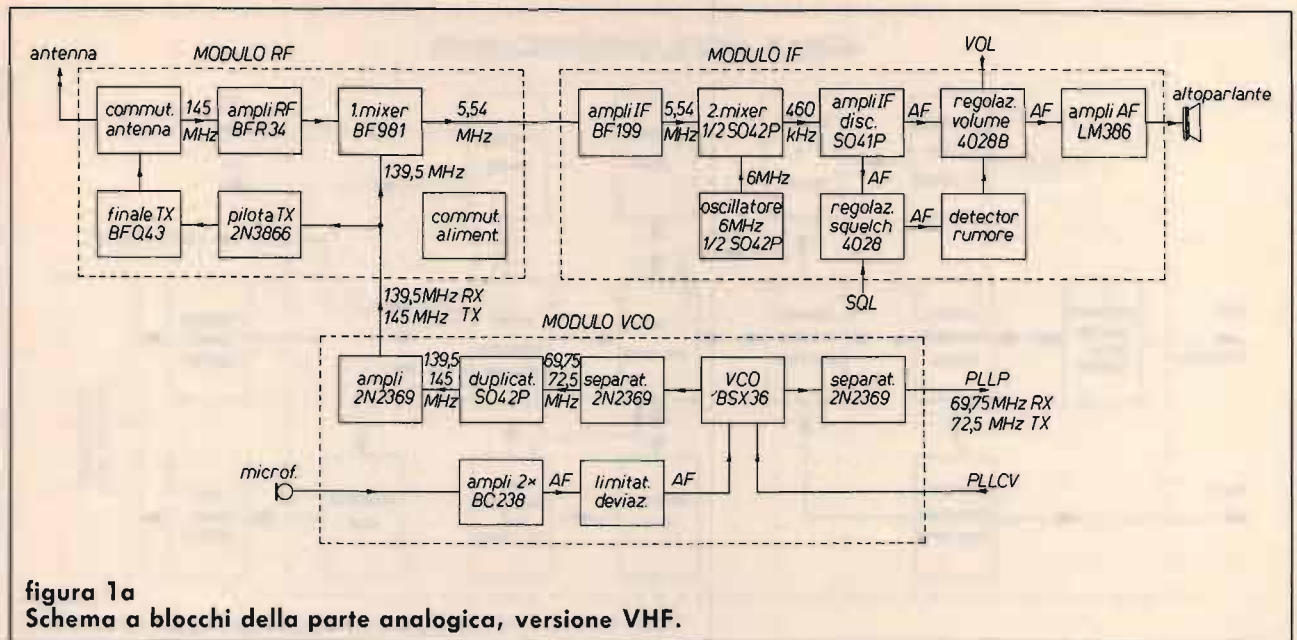 antenna
MODULO RF
commut.
antenna
145
MHz
ampli RF
BFR34
1.mixer
BF981
5,54
MHz
139,5 MHz
finale TX
BFQ43
pilota TX
2N3866
commut.
aliment.
MODULO IF
VOL
ampli IF
BF199
5,54
MHz
2.mixer
1/2 SO42P
460
kHz
ampli IF
disc.
SO41P
AF
regolaz.
volume
4028B
AF
ampli AF
LM386
altoparlante
6MHz
oscillatore
6MHz
1/2 SO42P
AF
regolaz.
squelch
4028
AF
detector
rumore
SQL
139,5 MHz RX
145 MHz TX
MODULO VCO
ampli
2N2369
139,5
145
MHz
duplicat.
SO42P
69,75
72,5
MHz
separat.
2N2369
VCO
BSX36
separat.
2N2369
PLLP
69,75 MHz RX
72,5 MHz TX
microf.
ampli 2×
BC238
AF
limitat.
deviaz.
AF
PLLCV
figura 1a
Schema a blocchi della parte analogica, versione VHF.